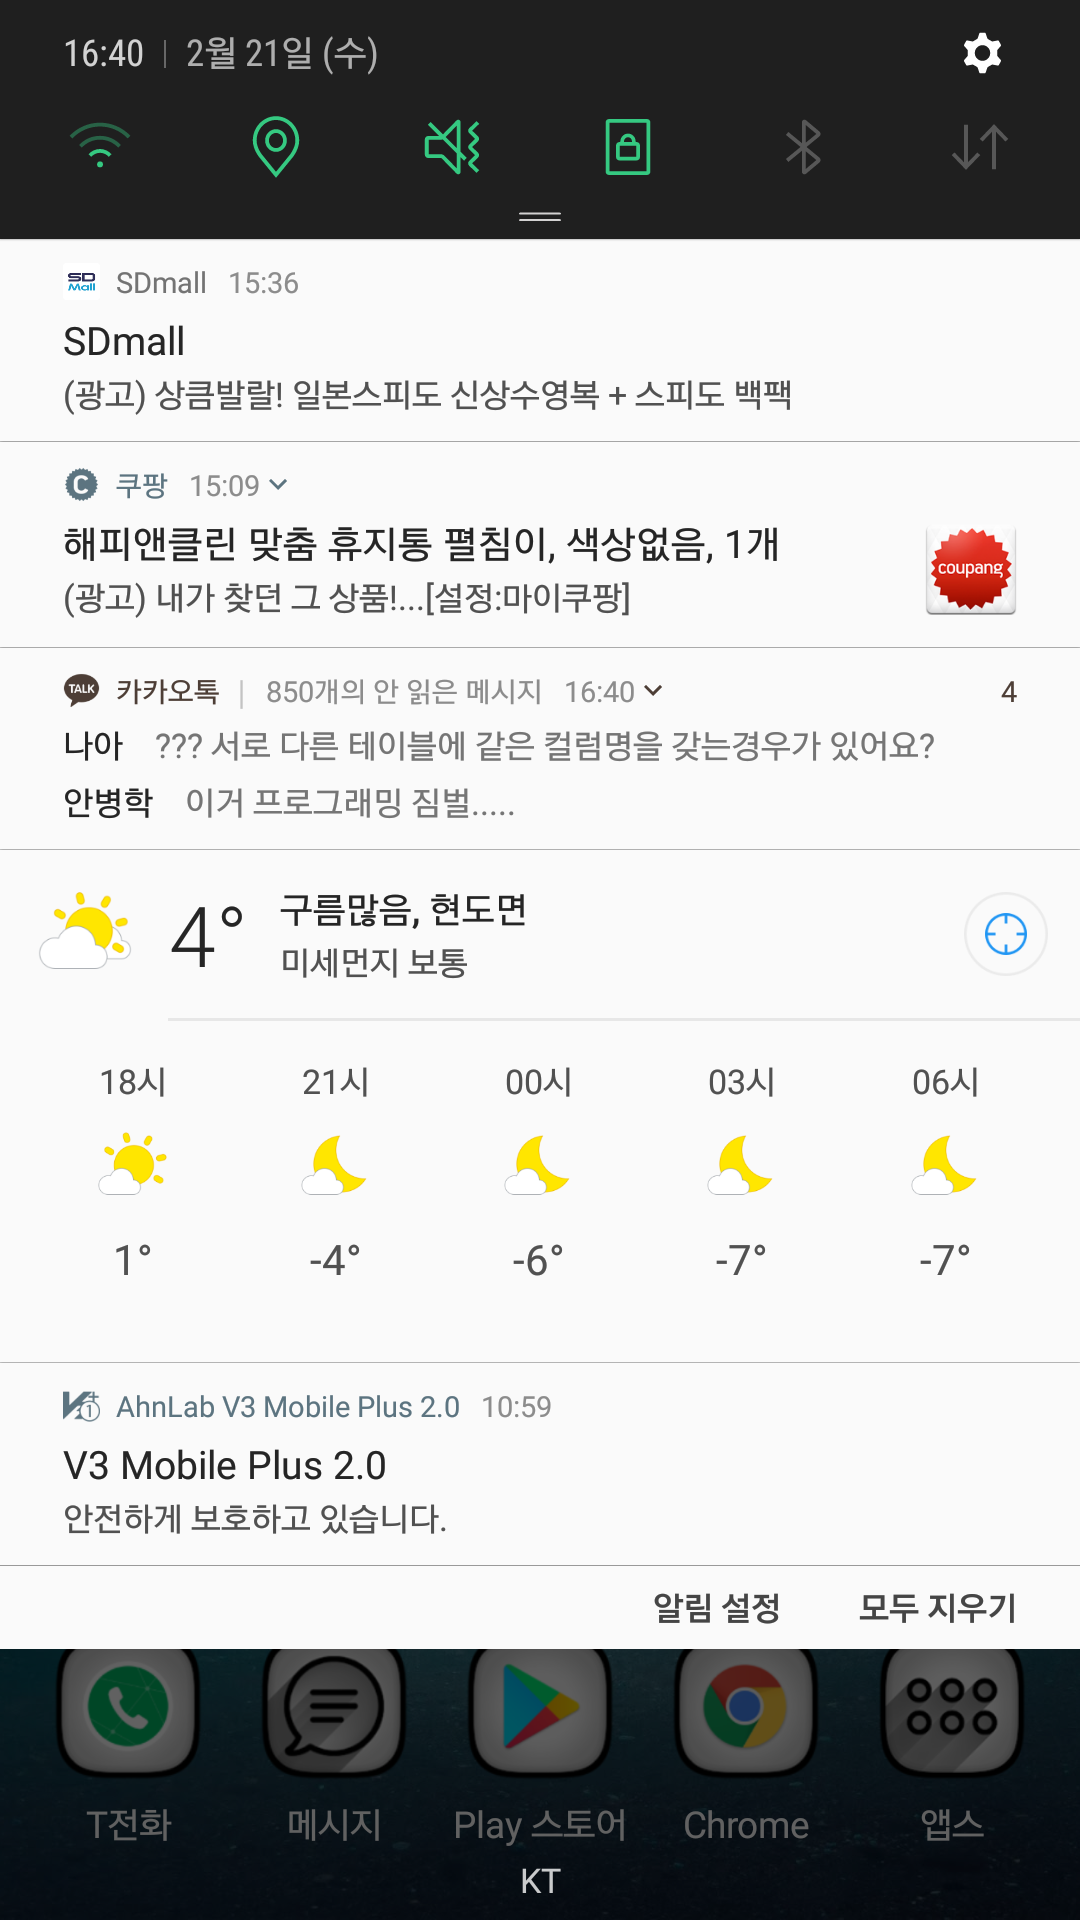 16:40 | 2월 21일 (수)
SD Mall SDmall 15:36
SDmall
(광고) 상큼발랄! 일본스피도 신상수영복 + 스피도 백팩
C 쿠팡 15:09
해피앤클린 맞춤 휴지통 펼침이, 색상없음, 1개
(광고) 내가 찾던 그 상품!...[설정:마이쿠팡]
coupang
TALK 카카오톡 | 850개의 안 읽은 메시지 16:40 4
나아 ??? 서로 다른 테이블에 같은 컬럼명을 갖는경우가 있어요?
안병학 이거 프로그래밍 짐벌.....
4° 구름많음, 현도면
미세먼지 보통
18시 21시 00시 03시 06시
1° -4° -6° -7° -7°
AhnLab V3 Mobile Plus 2.0 10:59
V3 Mobile Plus 2.0
안전하게 보호하고 있습니다.
알림 설정 모두 지우기
T전화 메시지 Play 스토어 Chrome 앱스
KT